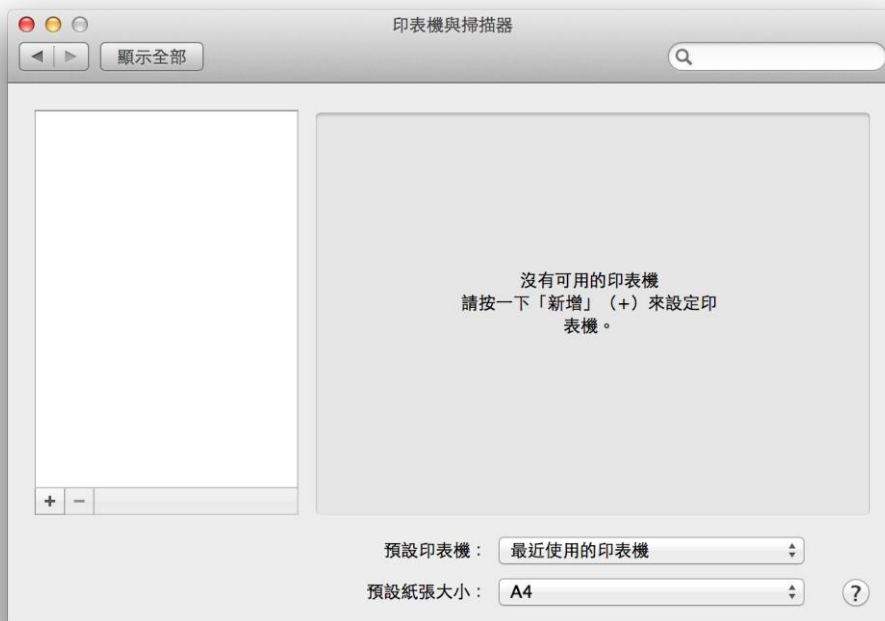 印表機與掃描器
顯示全部
沒有可用的印表機
請按一下「新增」（+）來設定印
表機。
+ −
預設印表機： 最近使用的印表機
預設紙張大小： A4
?